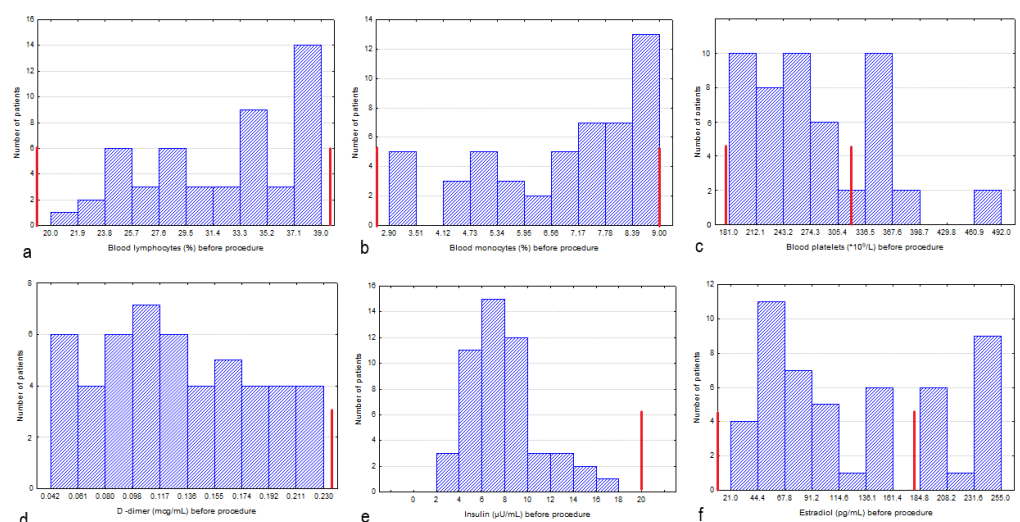 16
14
12
10
8
6
4
2
0
Number of patients
20.0 21.9 23.8 25.7 27.6 29.5 31.4 33.3 35.2 37.1 39.0
Blood lymphocytes (%) before procedure
a
14
12
10
8
6
4
2
0
Number of patients
2.90 3.51 4.12 4.73 5.34 5.95 6.56 7.17 7.78 8.39 9.00
Blood monocytes (%) before procedure
b
10
8
6
4
2
0
Number of patients
181.0 212.1 243.2 274.3 305.4 336.5 367.6 398.7 429.8 460.9 492.0
Blood platelets (*10⁹/L) before procedure
c
8
6
4
2
0
Number of patients
0.042 0.061 0.080 0.098 0.117 0.136 0.155 0.174 0.192 0.211 0.230
D -dimer (mcg/mL) before procedure
d
16
14
12
10
8
6
4
2
0
Number of patients
0 2 4 6 8 10 12 14 16 18 20
Insulin (μU/mL) before procedure
e
12
10
8
6
4
2
0
Number of patients
21.0 44.4 67.8 91.2 114.6 136.1 161.4 184.8 208.2 231.6 255.0
Estradiol (pg/mL) before procedure
f